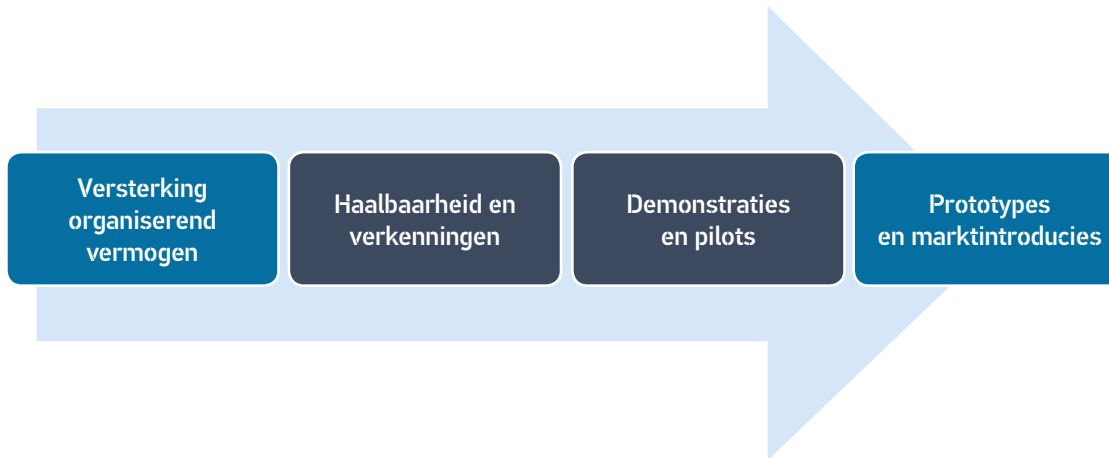 Versterking
organiserend
vermogen
Haalbaarheid en
verkenningen
Demonstraties
en pilots
Prototypes
en marktintroducies